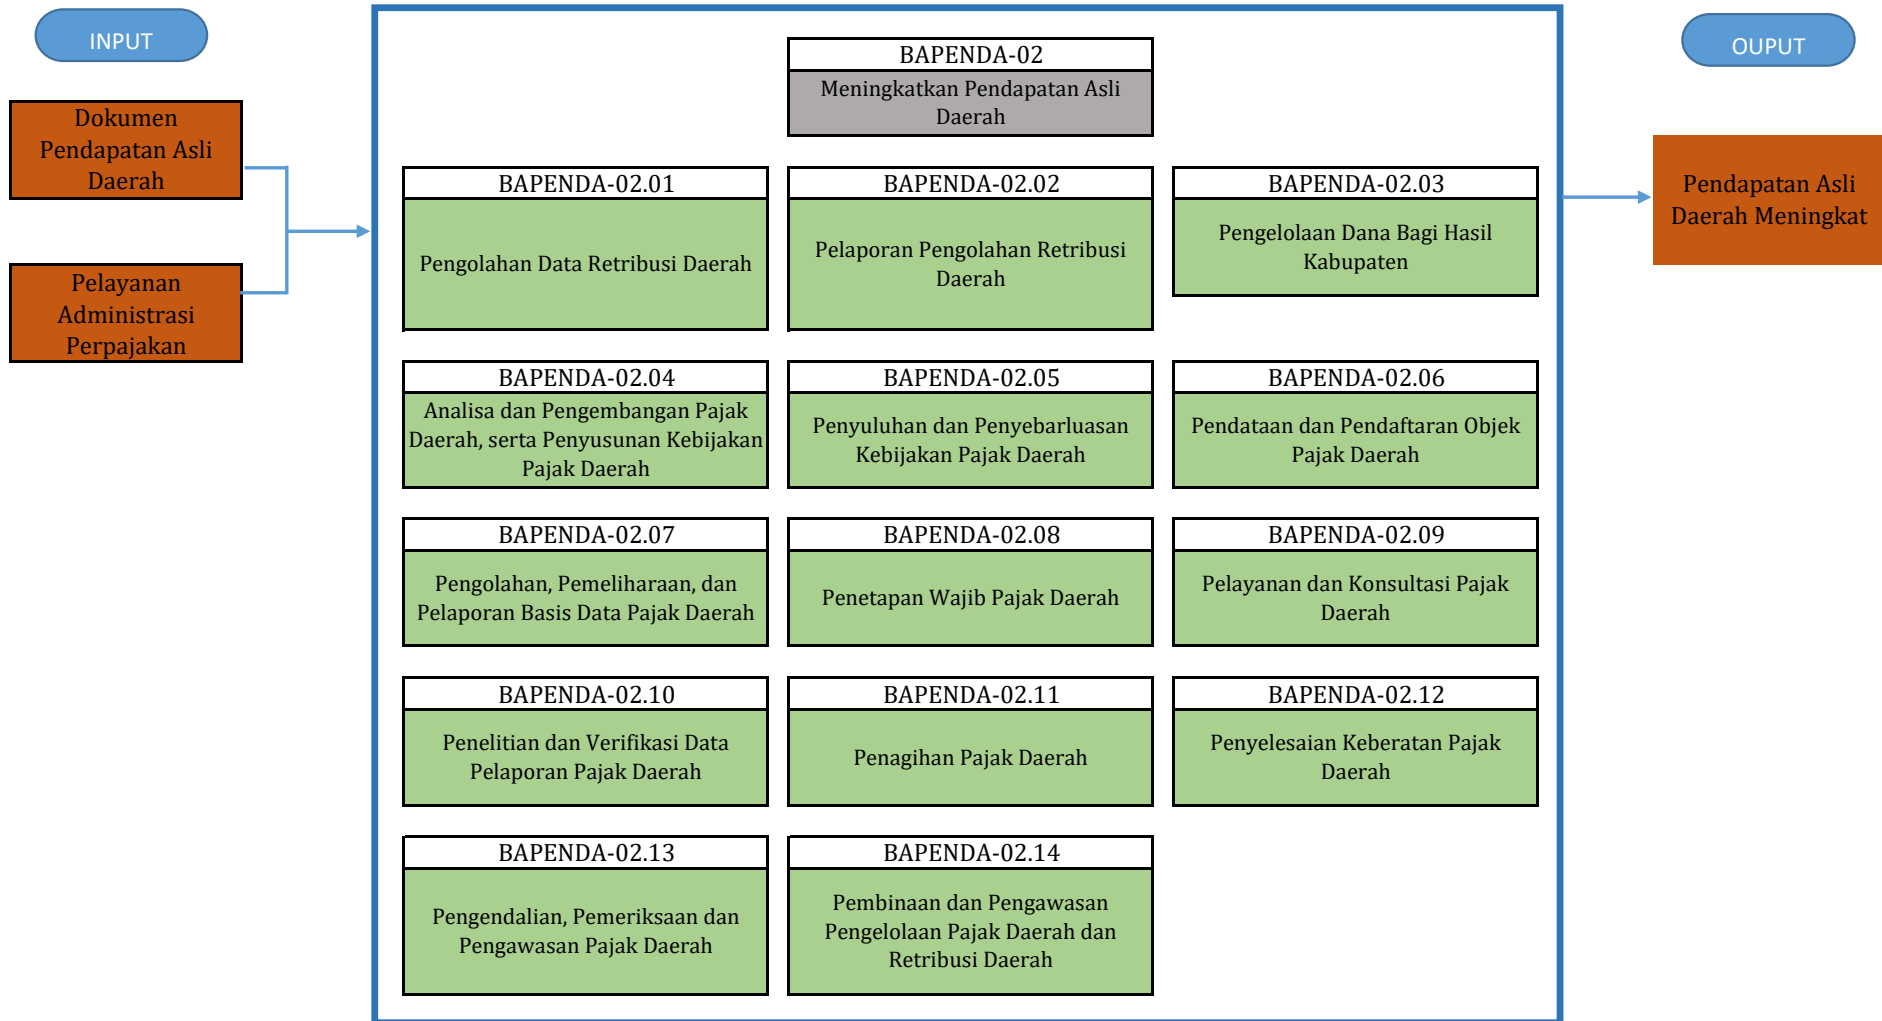 INPUT
OUPUT
BAPENDA-02
Meningkatkan Pendapatan Asli
Daerah
Dokumen
Pendapatan Asli
Daerah
Pelayanan
Administrasi
Perpajakan
BAPENDA-02.01
Pengolahan Data Retribusi Daerah
BAPENDA-02.02
Pelaporan Pengolahan Retribusi
Daerah
BAPENDA-02.03
Pengelolaan Dana Bagi Hasil
Kabupaten
Pendapatan Asli
Daerah Meningkat
BAPENDA-02.04
Analisa dan Pengembangan Pajak
Daerah, serta Penyusunan Kebijakan
Pajak Daerah
BAPENDA-02.05
Penyuluhan dan Penyebarluasan
Kebijakan Pajak Daerah
BAPENDA-02.06
Pendataan dan Pendaftaran Objek
Pajak Daerah
BAPENDA-02.07
Pengolahan, Pemeliharaan, dan
Pelaporan Basis Data Pajak Daerah
BAPENDA-02.08
Penetapan Wajib Pajak Daerah
BAPENDA-02.09
Pelayanan dan Konsultasi Pajak
Daerah
BAPENDA-02.10
Penelitian dan Verifikasi Data
Pelaporan Pajak Daerah
BAPENDA-02.11
Penagihan Pajak Daerah
BAPENDA-02.12
Penyelesaian Keberatan Pajak
Daerah
BAPENDA-02.13
Pengendalian, Pemeriksaan dan
Pengawasan Pajak Daerah
BAPENDA-02.14
Pembinaan dan Pengawasan
Pengelolaan Pajak Daerah dan
Retribusi Daerah